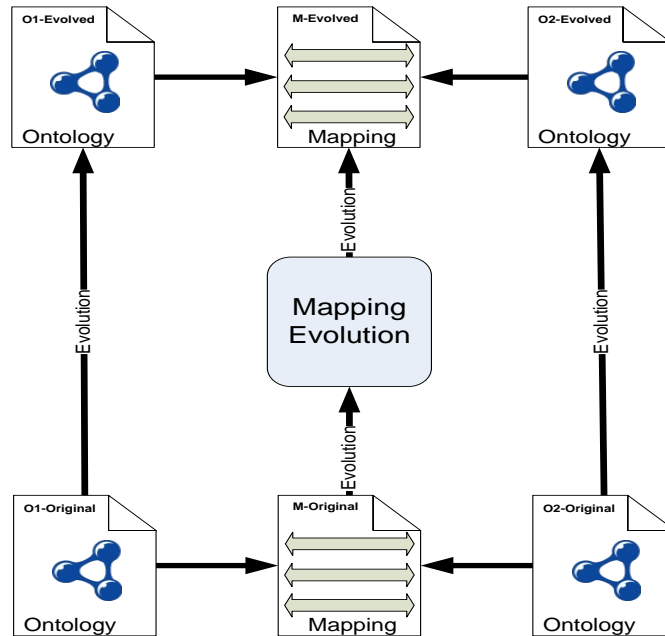 O1-Evolved
M-Evolved
O2-Evolved
Ontology
Mapping
Ontology
Evolution
Mapping
Evolution
Evolution
Evolution
Evolution
O1-Original
M-Original
O2-Original
Ontology
Mapping
Ontology